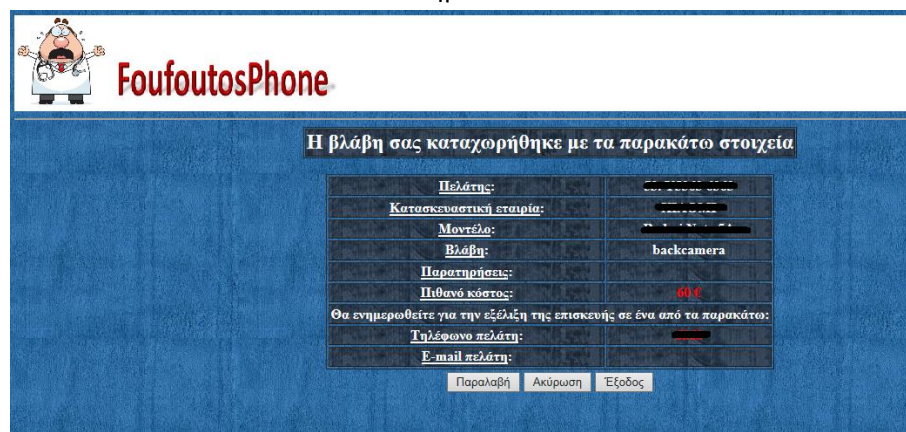 FoufoutosPhone
Η βλάβη σας καταχωρήθηκε με τα παρακάτω στοιχεία
Πελάτης:
Κατασκευαστική εταιρία:
Μοντέλο:
Βλάβη: backcamera
Παρατηρήσεις:
Πιθανό κόστος: 60 €
Θα ενημερωθείτε για την εξέλιξη της επισκευής σε ένα από τα παρακάτω:
Τηλέφωνο πελάτη:
E-mail πελάτη:
Παραλαβή Ακύρωση Έξοδος